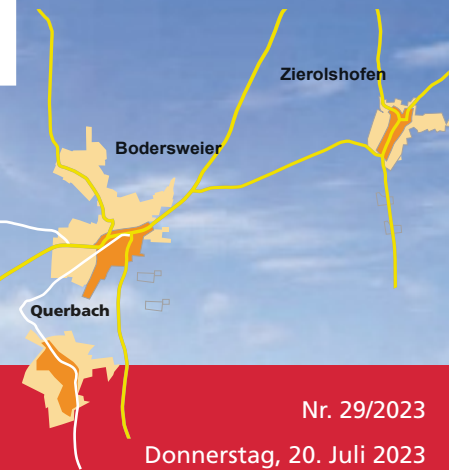 Zierolshofen
Bodersweier
Querbach
Nr. 29/2023
Donnerstag, 20. Juli 2023